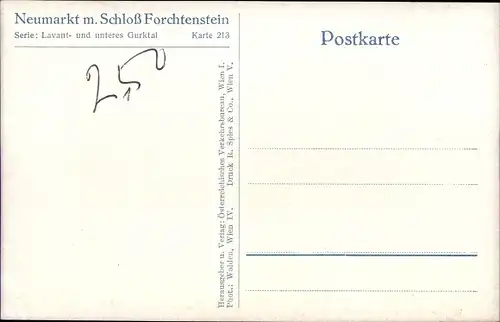 Neumarkt m. Schloß Forchtenstein
Serie: Lavant- und unteres Gurktal Karte 213
Postkarte
Herausgeber u. Verlag: Österreichisches Verkehrsbureau, Wien I.
Phot.: Walden, Wien IV. Druck R. Spies & Co., Wien V.